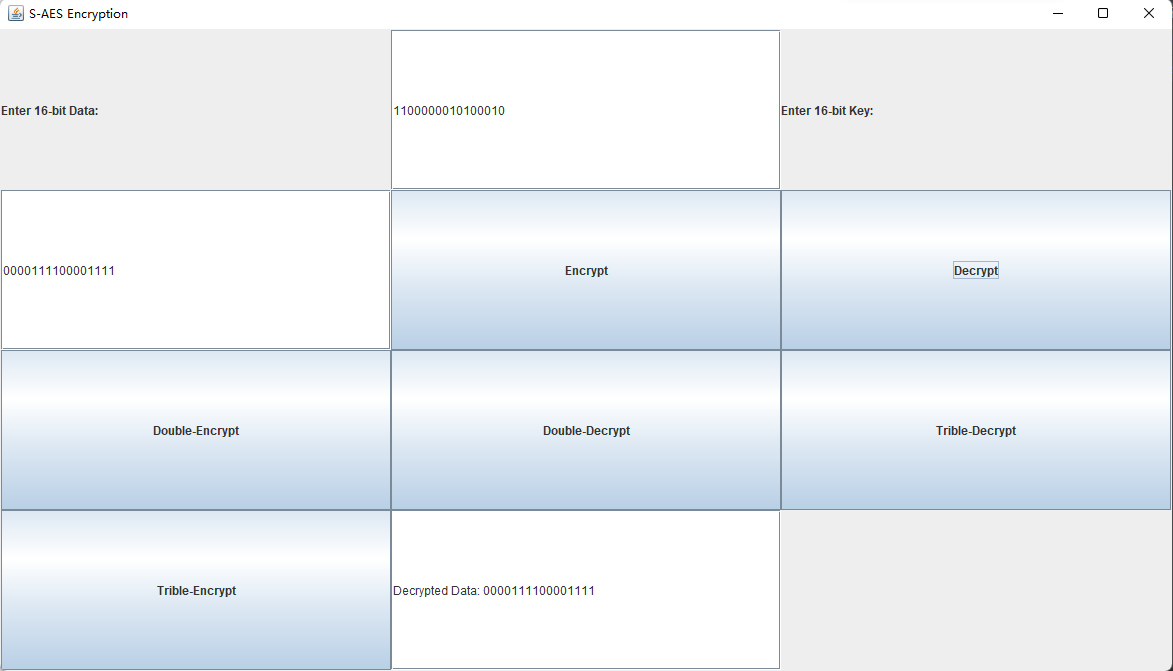 S-AES Encryption
Enter 16-bit Data:
1100000010100010
Enter 16-bit Key:
0000111100001111
Encrypt
Decrypt
Double-Encrypt
Double-Decrypt
Trible-Decrypt
Trible-Encrypt
Decrypted Data: 0000111100001111